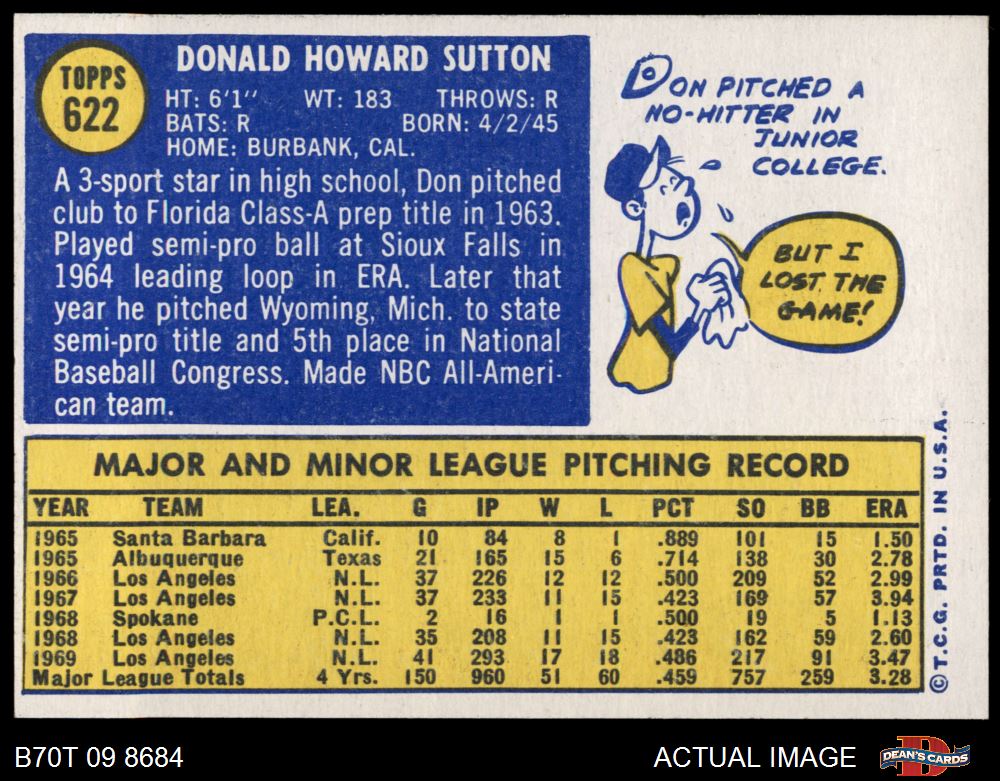 TOPPS
622
DONALD HOWARD SUTTON
HT: 6'1" WT: 183 THROWS: R
BATS: R BORN: 4/2/45
HOME: BURBANK, CAL.
A 3-sport star in high school, Don pitched
club to Florida Class-A prep title in 1963.
Played semi-pro ball at Sioux Falls in
1964 leading loop in ERA. Later that
year he pitched Wyoming, Mich. to state
semi-pro title and 5th place in National
Baseball Congress. Made NBC All-Ameri-
can team.
DON PITCHED A
NO-HITTER IN
JUNIOR
COLLEGE.
BUT I
LOST THE
GAME!
MAJOR AND MINOR LEAGUE PITCHING RECORD
YEAR TEAM LEA. G IP W L PCT SO BB ERA
1965 Santa Barbara Calif. 10 84 8 1 .889 101 15 1.50
1965 Albuquerque Texas 21 165 15 6 .714 138 30 2.78
1966 Los Angeles N.L. 37 226 12 12 .500 209 52 2.99
1967 Los Angeles N.L. 37 233 11 15 .423 169 57 3.94
1968 Spokane P.C.L. 2 16 1 1 .500 19 5 1.13
1968 Los Angeles N.L. 35 208 11 15 .423 162 59 2.60
1969 Los Angeles N.L. 41 293 17 18 .486 217 91 3.47
Major League Totals 4 Yrs. 150 960 51 60 .459 757 259 3.28
© T.C.G. PRTD. IN U.S.A.
B70T 09 8684
ACTUAL IMAGE
DEAN'S CARDS